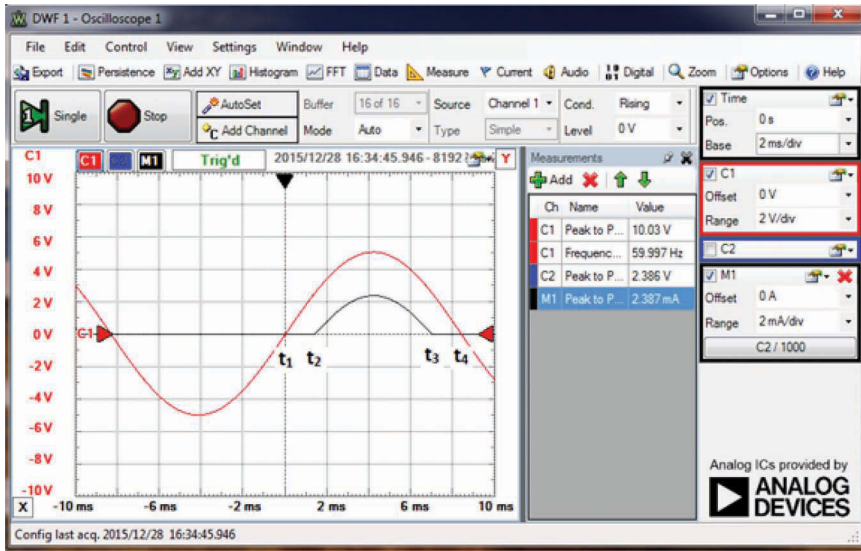 DWF 1 - Oscilloscope 1
File Edit Control View Settings Window Help
Export Persistence Add XY Histogram FFT Data Measure Current Audio Digital Zoom Options Help
Single Stop AutoSet Buffer 16 of 16 Source Channel 1 Cond. Rising
Add Channel Mode Auto Type Simple Level 0 V
Time
Pos. 0 s
Base 2 ms/div
C1
Offset 0 V
Range 2 V/div
C2
M1
Offset 0 A
Range 2 mA/div
C2 / 1000
C1 C1 M1 Trig'd 2015/12/28 16:34:45.946 - 8192 Y
10 V
8 V
6 V
4 V
2 V
0 V C1
-2 V
-4 V
-6 V
-8 V
-10 V
t1 t2 t3 t4
X -10 ms -6 ms -2 ms 2 ms 6 ms 10 ms
Measurements
Add
Ch Name Value
C1 Peak to P... 10.03 V
C1 Frequenc... 59.997 Hz
C2 Peak to P... 2.386 V
M1 Peak to P... 2.387 mA
Analog ICs provided by
ANALOG
DEVICES
Config last acq. 2015/12/28 16:34:45.946